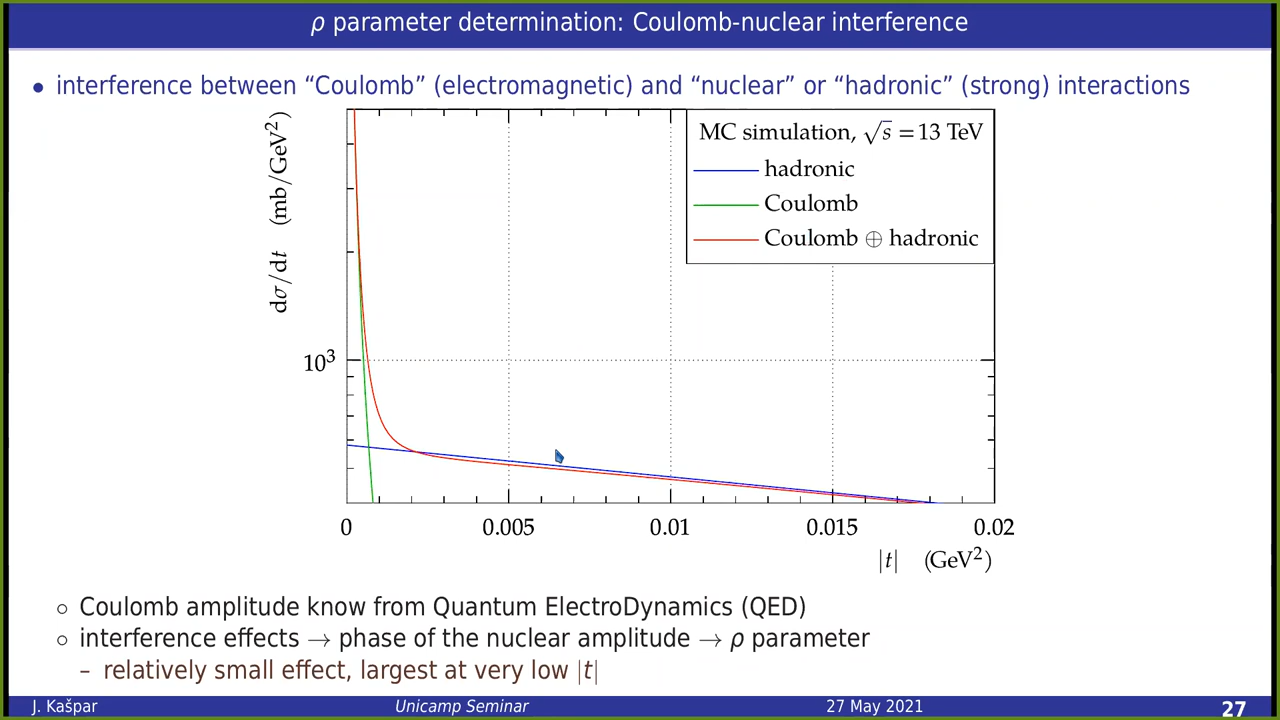 ρ parameter determination: Coulomb-nuclear interference
• interference between “Coulomb” (electromagnetic) and “nuclear” or “hadronic” (strong) interactions
dσ/dt (mb/GeV²)
MC simulation, √s = 13 TeV
hadronic
Coulomb
Coulomb ⊕ hadronic
10³
0 0.005 0.01 0.015 0.02
|t| (GeV²)
○ Coulomb amplitude know from Quantum ElectroDynamics (QED)
○ interference effects → phase of the nuclear amplitude → ρ parameter
– relatively small effect, largest at very low |t|
J. Kašpar Unicamp Seminar 27 May 2021 27